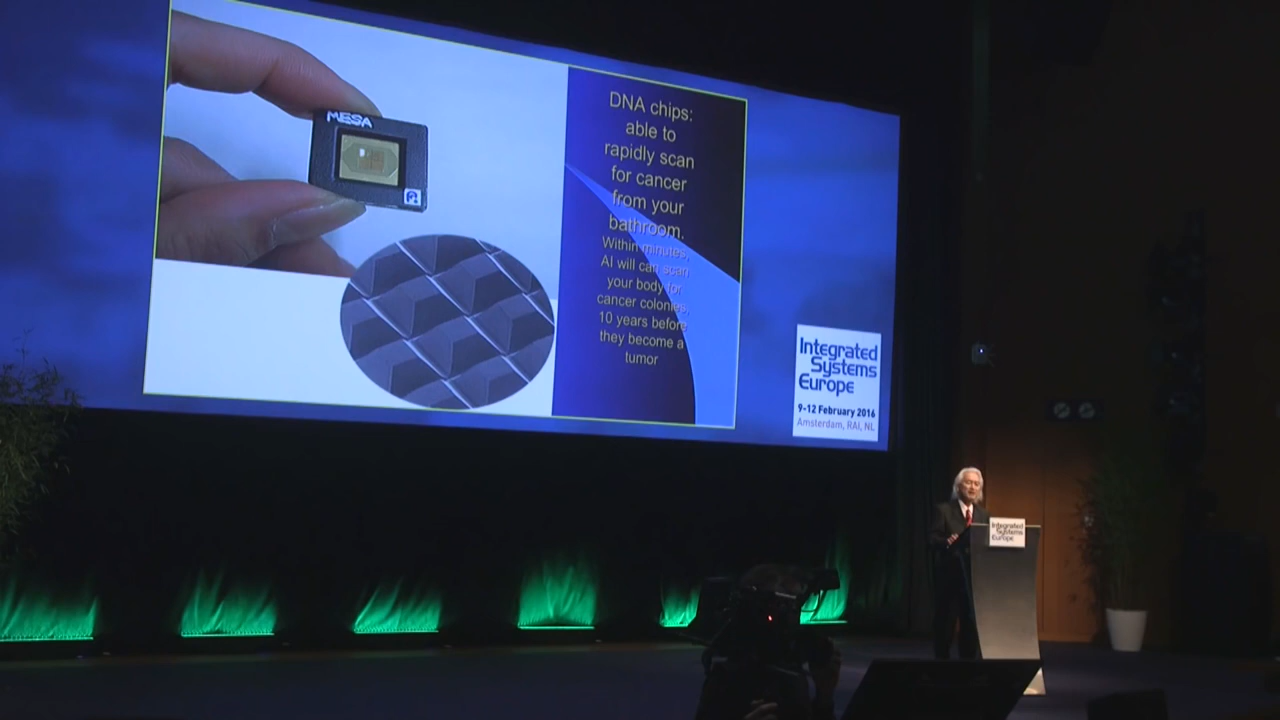 MESA
DNA chips:
able to
rapidly scan
for cancer
from your
bathroom.
Within minutes,
AI will can scan
your body for
cancer colonies,
10 years before
they become a
tumor
Integrated
Systems
Europe
9-12 February 2016
Amsterdam, RAI, NL
Integrated
Systems
Europe